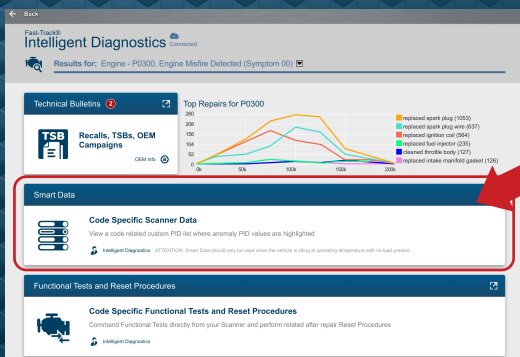 Back
Fast-Track®
Intelligent Diagnostics Connected
Results for: Engine - P0300, Engine Misfire Detected (Symptom 00)
Technical Bulletins 2
TSB
Recalls, TSBs, OEM
Campaigns
OEM Info
Top Repairs for P0300
260
208
156
104
52
0
0k 50k 100k 150k 200k
replaced spark plug (1053)
replaced spark plug wire (637)
replaced ignition coil (564)
replaced fuel injector (235)
cleaned throttle body (127)
replaced intake manifold gasket (126)
Smart Data
Code Specific Scanner Data
View a code related custom PID list where anomaly PID values are highlighted
Intelligent Diagnostics ATTENTION: Smart Data should only be used when the vehicle is idling at operating temperature with no load present.
Functional Tests and Reset Procedures
Code Specific Functional Tests and Reset Procedures
Command Functional Tests directly from your Scanner and perform related after repair Reset Procedures
Intelligent Diagnostics